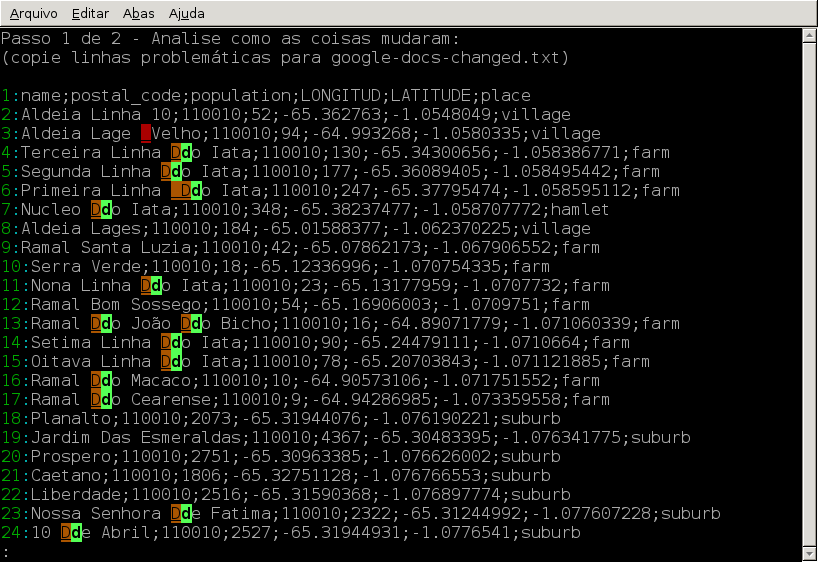 Arquivo Editar Abas Ajuda
Passo 1 de 2 - Analise como as coisas mudaram:
(copie linhas problemáticas para google-docs-changed.txt)
1:name;postal_code;population;LONGITUD;LATITUDE;place
2:Aldeia Linha 10;110010;52;-65.362763;-1.0548049;village
3:Aldeia Lage  Velho;110010;94;-64.993268;-1.0580335;village
4:Terceira Linha Ddo Iata;110010;130;-65.34300656;-1.058386771;farm
5:Segunda Linha Ddo Iata;110010;177;-65.36089405;-1.058495442;farm
6:Primeira Linha  Ddo Iata;110010;247;-65.37795474;-1.058595112;farm
7:Nucleo Ddo Iata;110010;348;-65.38237477;-1.058707772;hamlet
8:Aldeia Lages;110010;184;-65.01588377;-1.062370225;village
9:Ramal Santa Luzia;110010;42;-65.07862173;-1.067906552;farm
10:Serra Verde;110010;18;-65.12336996;-1.070754335;farm
11:Nona Linha Ddo Iata;110010;23;-65.13177959;-1.0707732;farm
12:Ramal Bom Sossego;110010;54;-65.16906003;-1.0709751;farm
13:Ramal Ddo João Ddo Bicho;110010;16;-64.89071779;-1.071060339;farm
14:Setima Linha Ddo Iata;110010;90;-65.24479111;-1.0710664;farm
15:Oitava Linha Ddo Iata;110010;78;-65.20703843;-1.071121885;farm
16:Ramal Ddo Macaco;110010;10;-64.90573106;-1.071751552;farm
17:Ramal Ddo Cearense;110010;9;-64.94286985;-1.073359558;farm
18:Planalto;110010;2073;-65.31944076;-1.076190221;suburb
19:Jardim Das Esmeraldas;110010;4367;-65.30483395;-1.076341775;suburb
20:Prospero;110010;2751;-65.30963385;-1.076626002;suburb
21:Caetano;110010;1806;-65.32751128;-1.076766553;suburb
22:Liberdade;110010;2516;-65.31590368;-1.076897774;suburb
23:Nossa Senhora Dde Fatima;110010;2322;-65.31244992;-1.077607228;suburb
24:10 Dde Abril;110010;2527;-65.31944931;-1.0776541;suburb
: